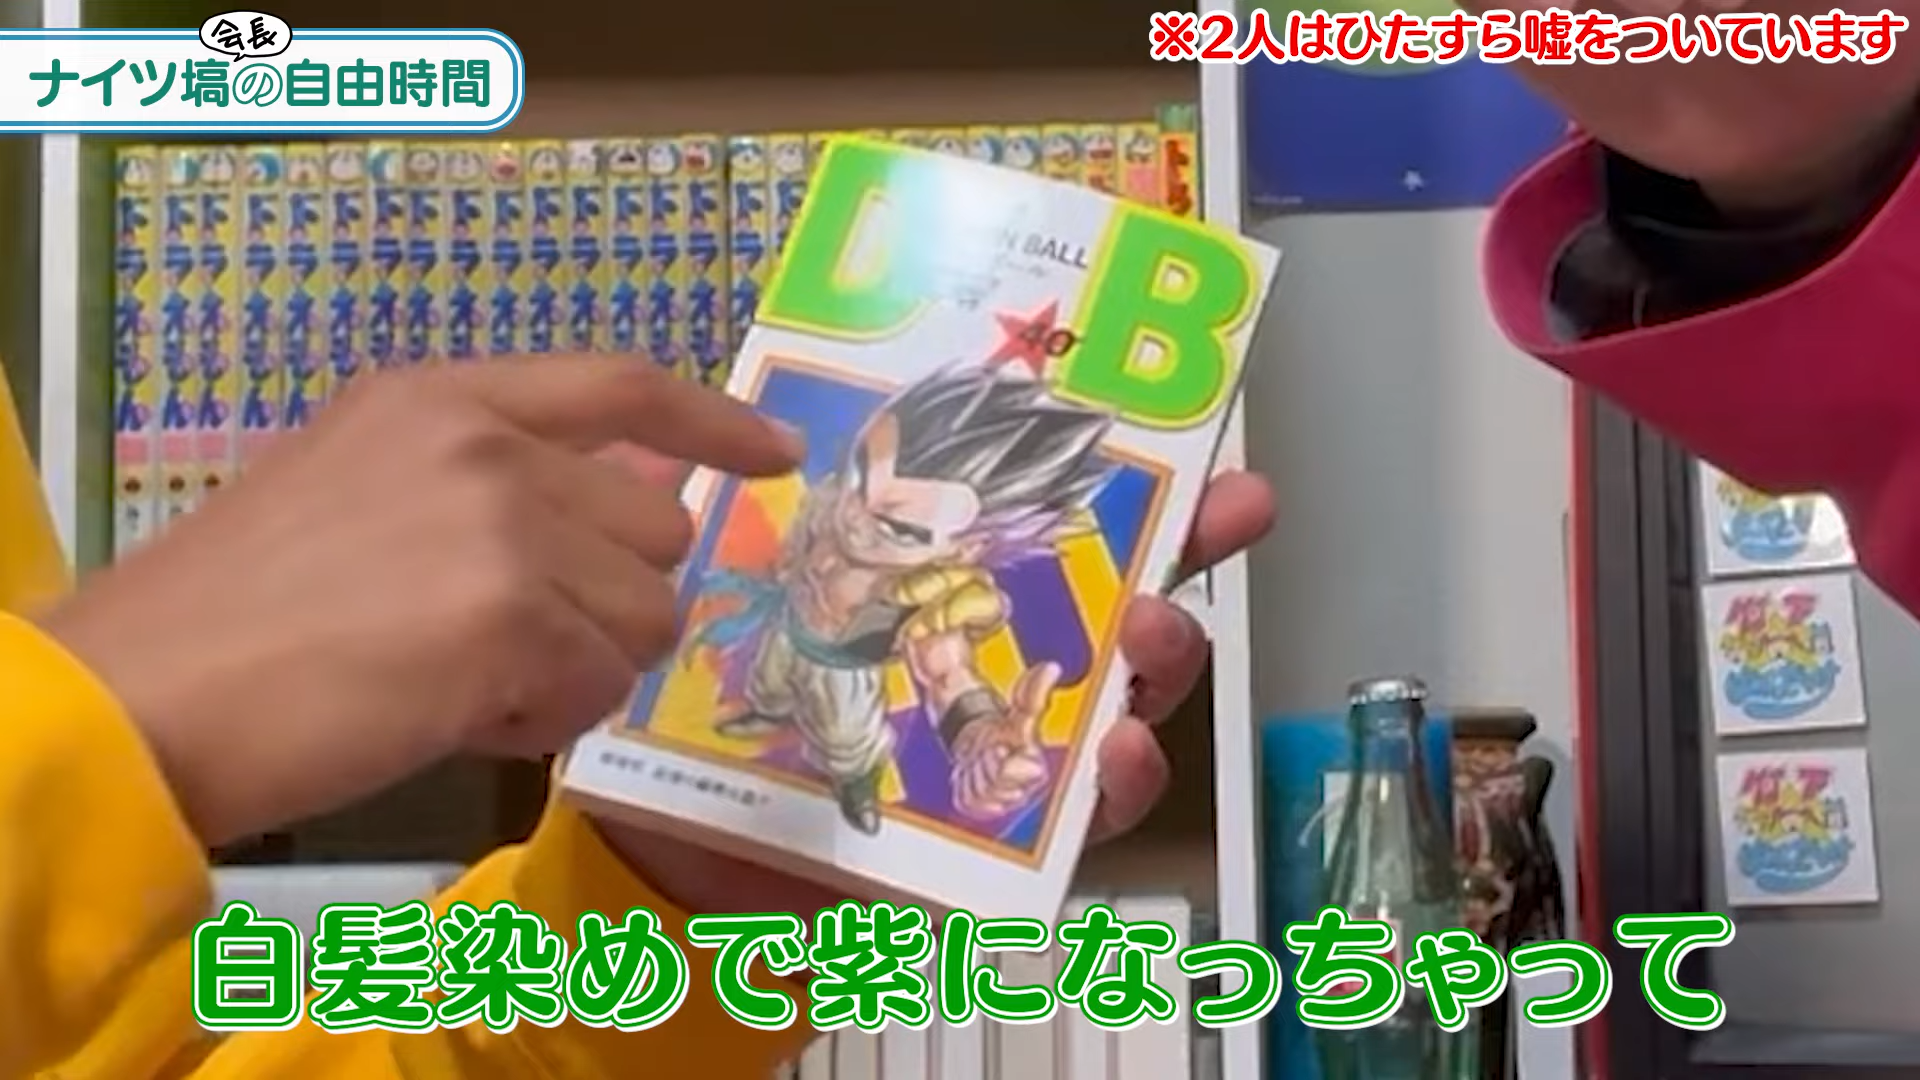 会長
ナイツ塙の自由時間
※2人はひたすら嘘をついています
ドラえもん
DB
DRAGON BALL
40
白髪染めで紫になっちゃって